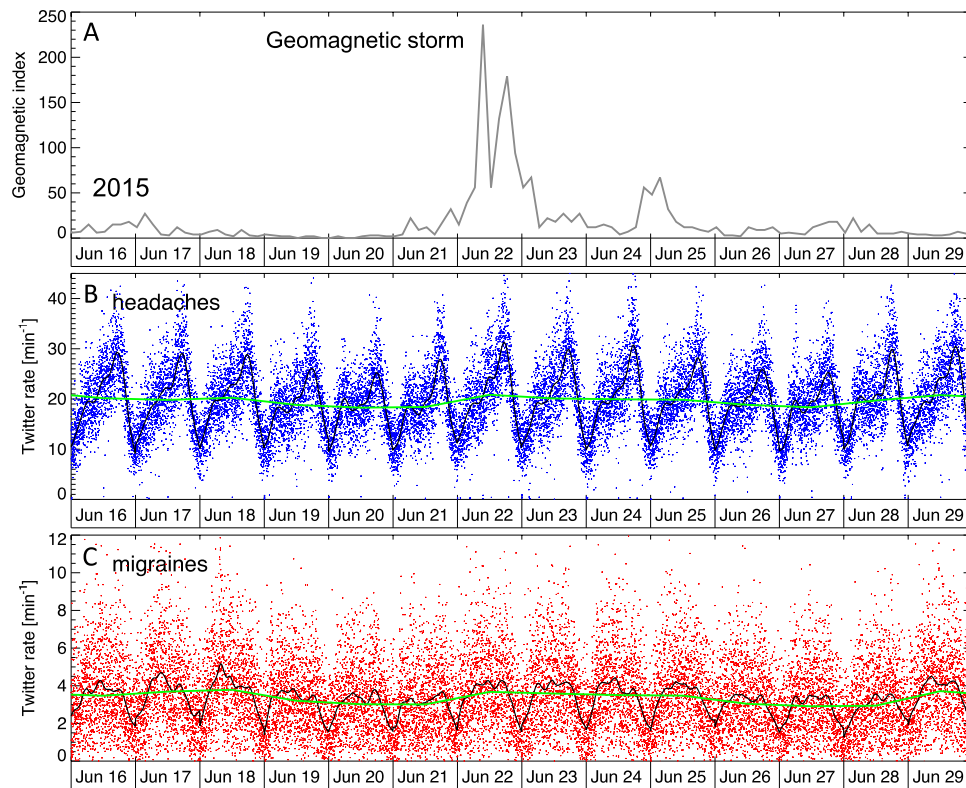 A
Geomagnetic storm
2015
Geomagnetic index
250
200
150
100
50
0
Jun 16 Jun 17 Jun 18 Jun 19 Jun 20 Jun 21 Jun 22 Jun 23 Jun 24 Jun 25 Jun 26 Jun 27 Jun 28 Jun 29
B
headaches
Twitter rate [min⁻¹]
40
30
20
10
0
Jun 16 Jun 17 Jun 18 Jun 19 Jun 20 Jun 21 Jun 22 Jun 23 Jun 24 Jun 25 Jun 26 Jun 27 Jun 28 Jun 29
C
migraines
Twitter rate [min⁻¹]
12
10
8
6
4
2
0
Jun 16 Jun 17 Jun 18 Jun 19 Jun 20 Jun 21 Jun 22 Jun 23 Jun 24 Jun 25 Jun 26 Jun 27 Jun 28 Jun 29